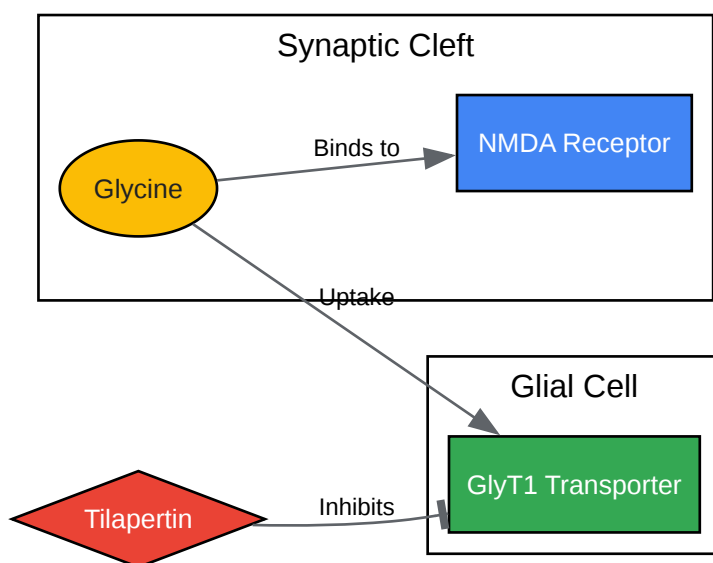 Synaptic Cleft
Binds to
NMDA Receptor
Glycine
Uptake
Glial Cell
GlyT1 Transporter
Inhibits
Tilapertin